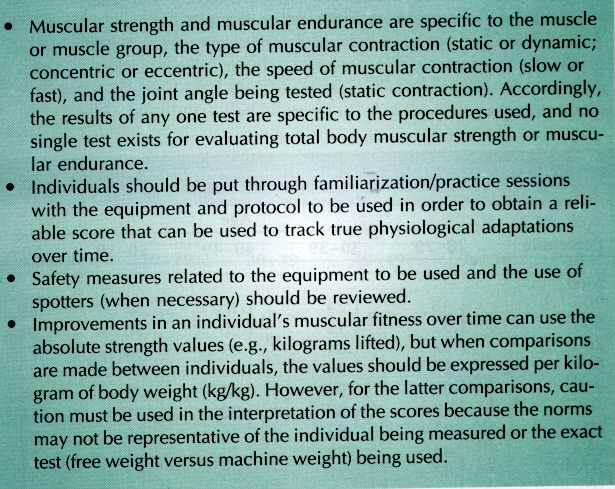 • Muscular strength and muscular endurance are specific to the muscle
or muscle group, the type of muscular contraction (static or dynamic;
concentric or eccentric), the speed of muscular contraction (slow or
fast), and the joint angle being tested (static contraction). Accordingly,
the results of any one test are specific to the procedures used, and no
single test exists for evaluating total body muscular strength or muscu-
lar endurance.
• Individuals should be put through familiarization/practice sessions
with the equipment and protocol to be used in order to obtain a reli-
able score that can be used to track true physiological adaptations
over time.
• Safety measures related to the equipment to be used and the use of
spotters (when necessary) should be reviewed.
• Improvements in an individual's muscular fitness over time can use the
absolute strength values (e.g., kilograms lifted), but when comparisons
are made between individuals, the values should be expressed per kilo-
gram of body weight (kg/kg). However, for the latter comparisons, cau-
tion must be used in the interpretation of the scores because the norms
may not be representative of the individual being measured or the exact
test (free weight versus machine weight) being used.